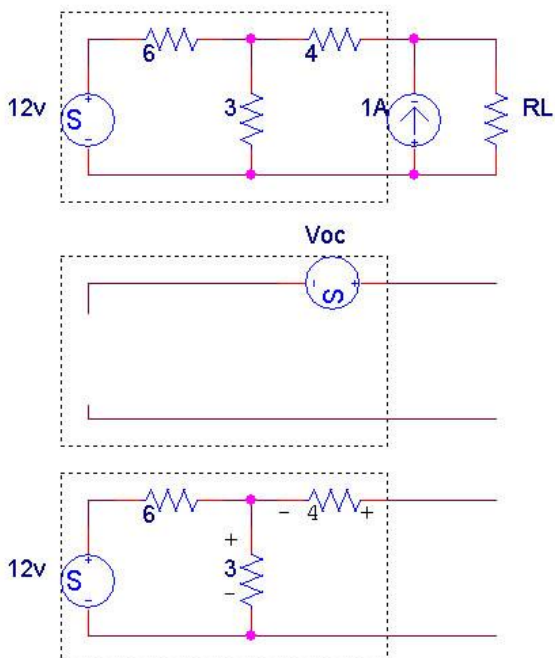 6 4
12v + S - 3 1A - + RL
Voc
- S +
6 - 4 +
12v + S - + 3 -